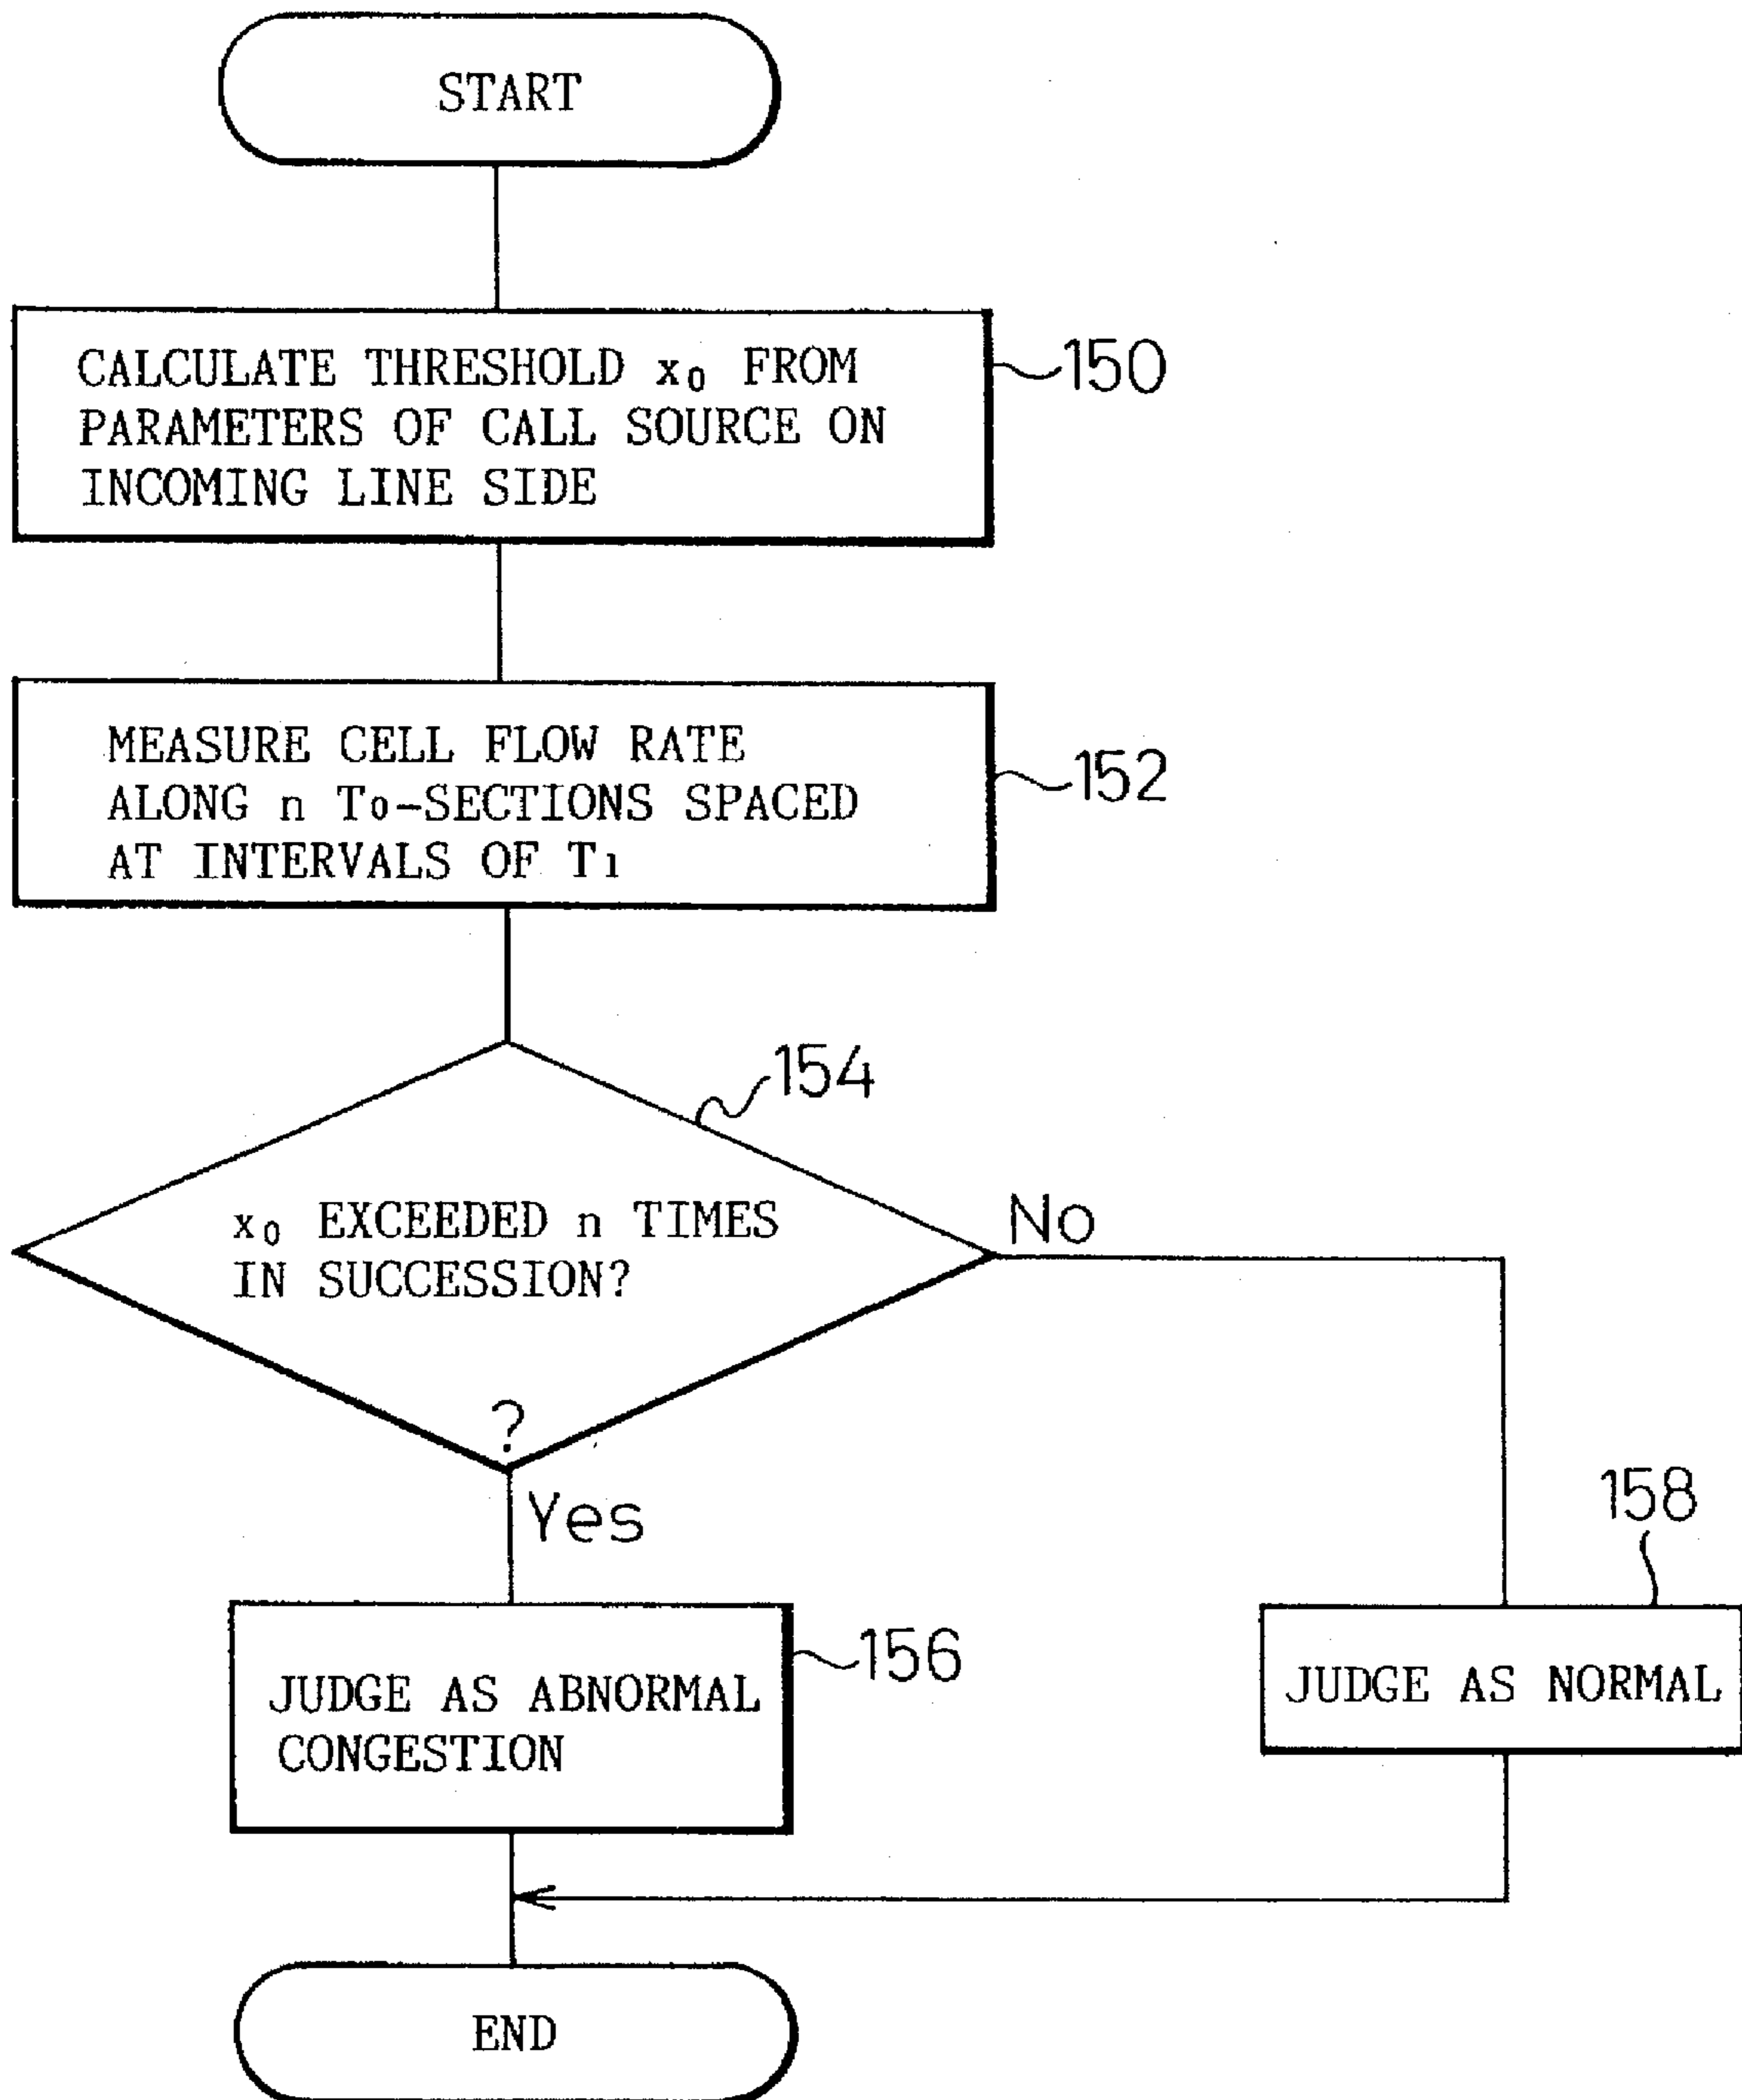 START
CALCULATE THRESHOLD x₀ FROM
PARAMETERS OF CALL SOURCE ON
INCOMING LINE SIDE
150
MEASURE CELL FLOW RATE
ALONG n T₀-SECTIONS SPACED
AT INTERVALS OF T₁
152
154
x₀ EXCEEDED n TIMES
IN SUCCESSION?
No
?
Yes
158
156
JUDGE AS ABNORMAL
CONGESTION
JUDGE AS NORMAL
END